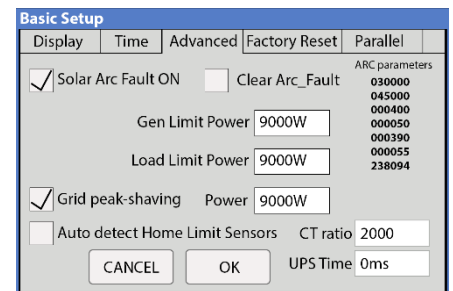 Basic Setup
Display Time Advanced Factory Reset Parallel
ARC parameters
Solar Arc Fault ON Clear Arc_Fault
030000
045000
000400
000050
000390
000055
238094
Gen Limit Power 9000W
Load Limit Power 9000W
Grid peak-shaving Power 9000W
Auto detect Home Limit Sensors CT ratio 2000
CANCEL OK UPS Time 0ms